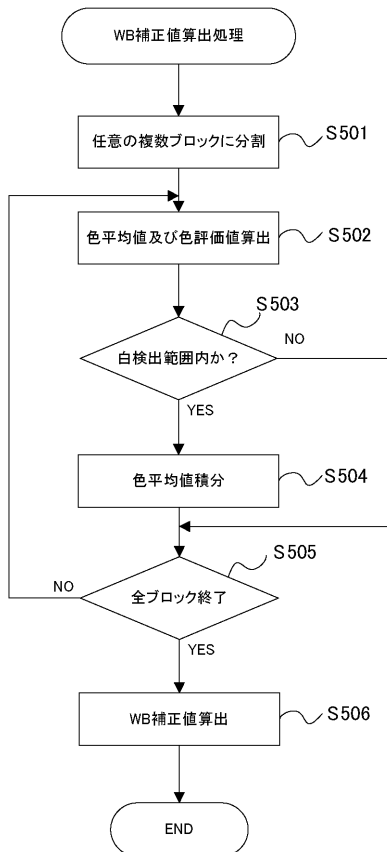 WB補正値算出処理
任意の複数ブロックに分割
S501
色平均値及び色評価値算出
S502
S503
白検出範囲内か？
NO
YES
色平均値積分
S504
S505
NO
全ブロック終了
YES
WB補正値算出
S506
END